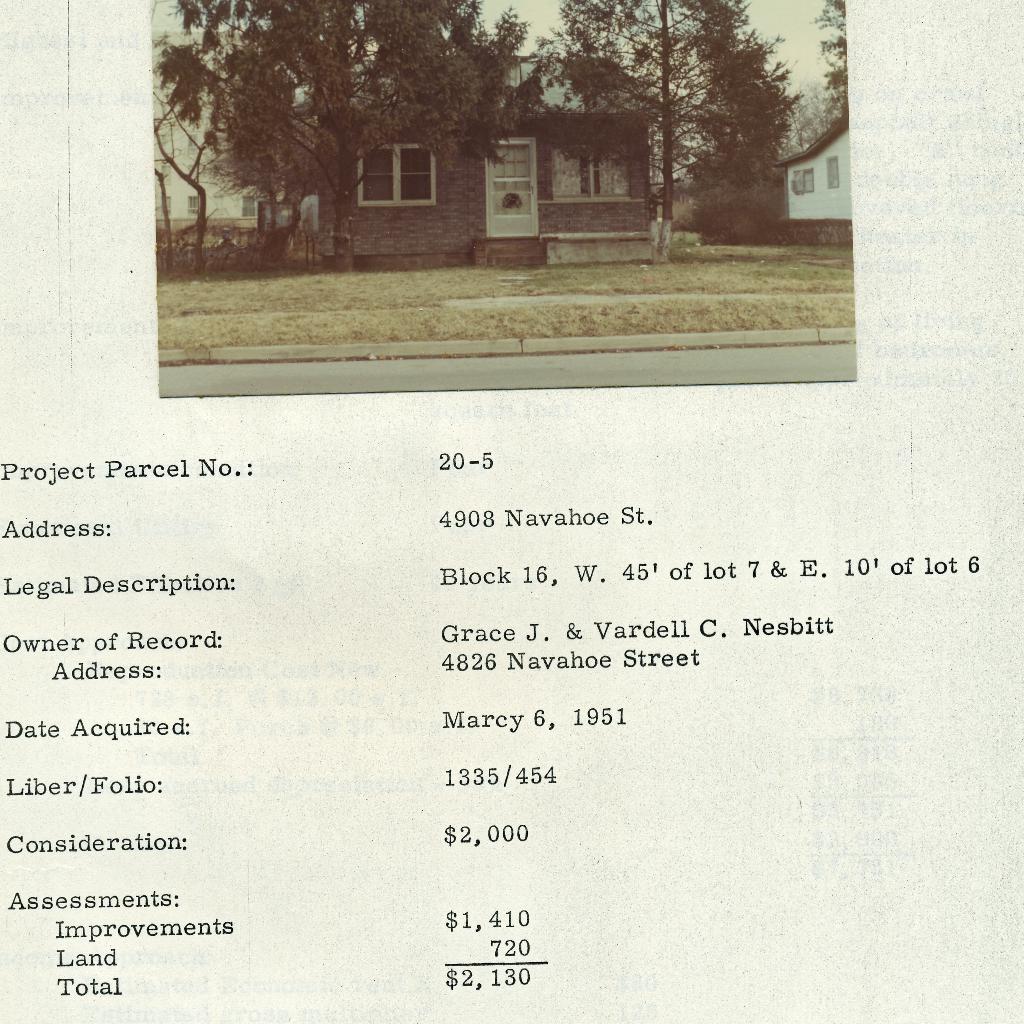 Project Parcel No.: 20-5
Address: 4908 Navahoe St.
Legal Description: Block 16, W. 45' of lot 7 & E. 10' of lot 6
Owner of Record: Grace J. & Vardell C. Nesbitt
Address: 4826 Navahoe Street
Date Acquired: Marcy 6, 1951
Liber/Folio: 1335/454
Consideration: $2,000
Assessments:
Improvements $1,410
Land 720
Total $2,130